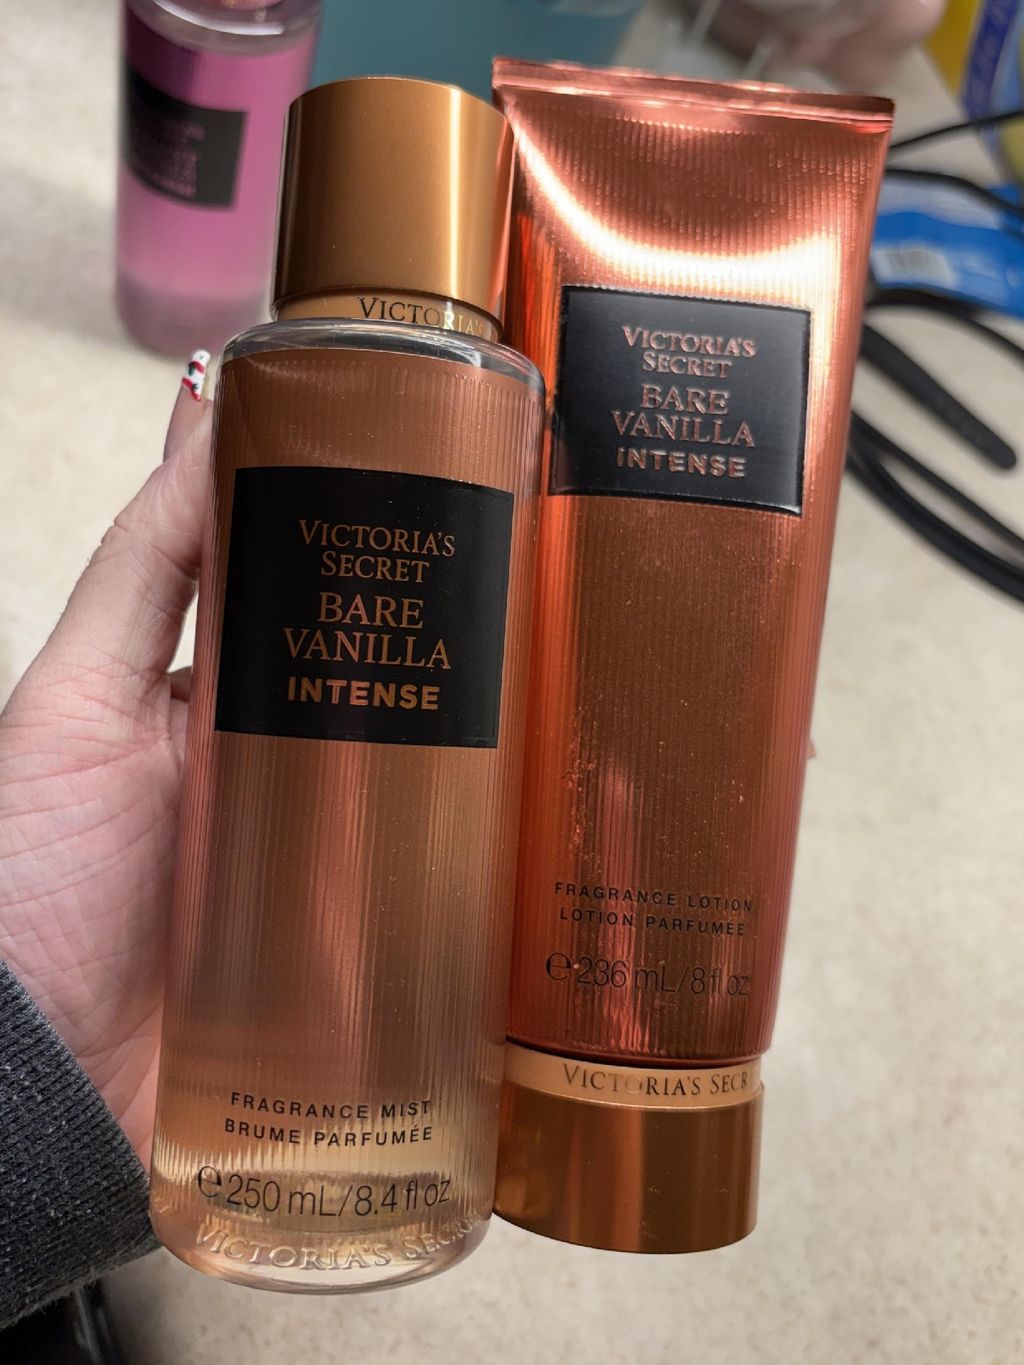 VICTORIA'S
VICTORIA'S
SECRET
BARE
VANILLA
INTENSE
FRAGRANCE MIST
BRUME PARFUMÉE
e 250 mL/8.4 fl oz
VICTORIA'S SECRE
VICTORIA'S
SECRET
BARE
VANILLA
INTENSE
FRAGRANCE LOTION
LOTION PARFUMÉE
e 236 mL/8 fl oz
VICTORIA'S SECR